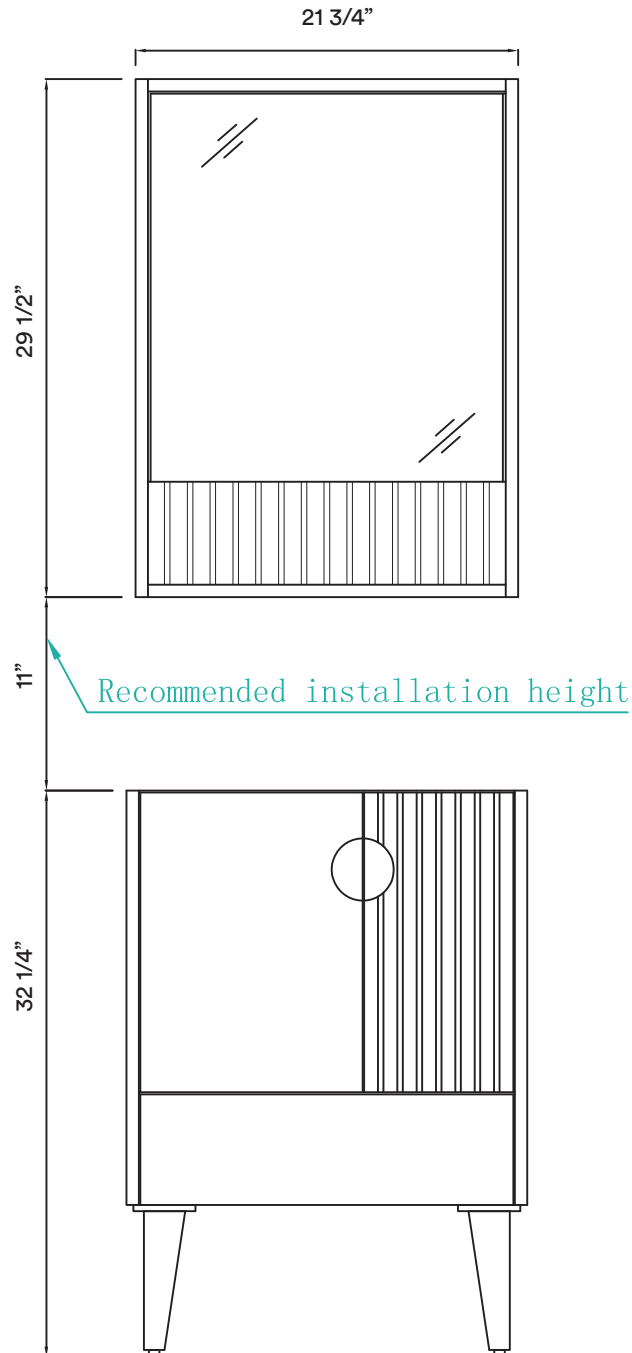 21 3/4”
29 1/2”
11”
Recommended installation height
32 1/4”